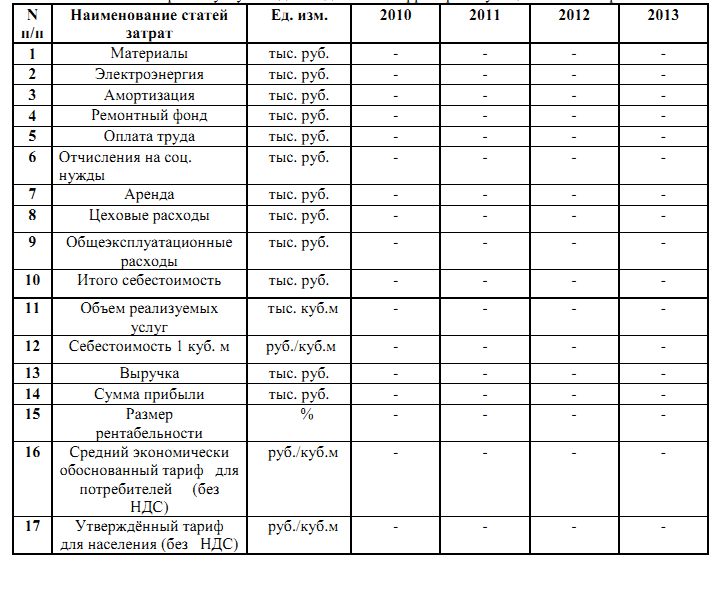 N Наименование статей Ед. изм. 2010 2011 2012 2013
п/п затрат
1 Материалы тыс. руб. - - - -
2 Электроэнергия тыс. руб. - - - -
3 Амортизация тыс. руб. - - - -
4 Ремонтный фонд тыс. руб. - - - -
5 Оплата труда тыс. руб. - - - -
6 Отчисления на соц. тыс. руб. - - - -
нужды
7 Аренда тыс. руб. - - - -
8 Цеховые расходы тыс. руб. - - - -
9 Общеэксплуатационные тыс. руб. - - - -
расходы
10 Итого себестоимость тыс. руб. - - - -
11 Объем реализуемых тыс. куб.м - - - -
услуг
12 Себестоимость 1 куб. м руб./куб.м - - - -
13 Выручка тыс. руб. - - - -
14 Сумма прибыли тыс. руб. - - - -
15 Размер % - - - -
рентабельности
16 Средний экономически руб./куб.м - - - -
обоснованный тариф для
потребителей (без
НДС)
17 Утверждённый тариф руб./куб.м - - - -
для населения (без НДС)